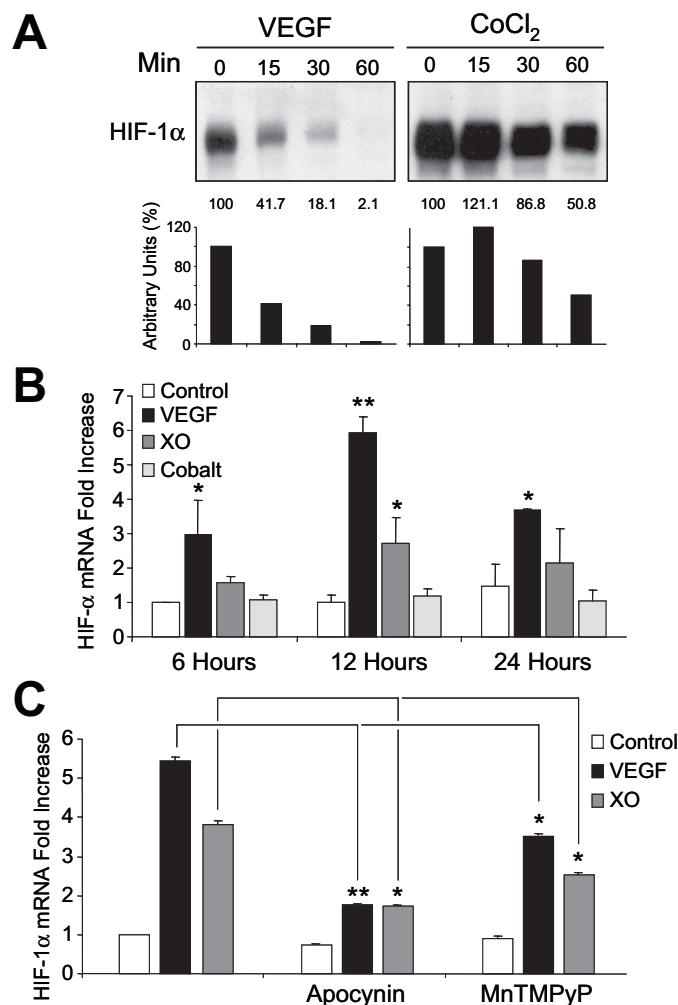 A
VEGF CoCl2
Min 0 15 30 60 0 15 30 60
HIF-1α
100 41.7 18.1 2.1 100 121.1 86.8 50.8
Arbitrary Units (%)
120
80
40
0
B
HIF-α mRNA Fold Increase
7
6
5
4
3
2
1
0
Control
VEGF
XO
Cobalt
* ** * *
6 Hours 12 Hours 24 Hours
C
HIF-1α mRNA Fold Increase
6
5
4
3
2
1
0
Control
VEGF
XO
** * * *
Apocynin MnTMPyP